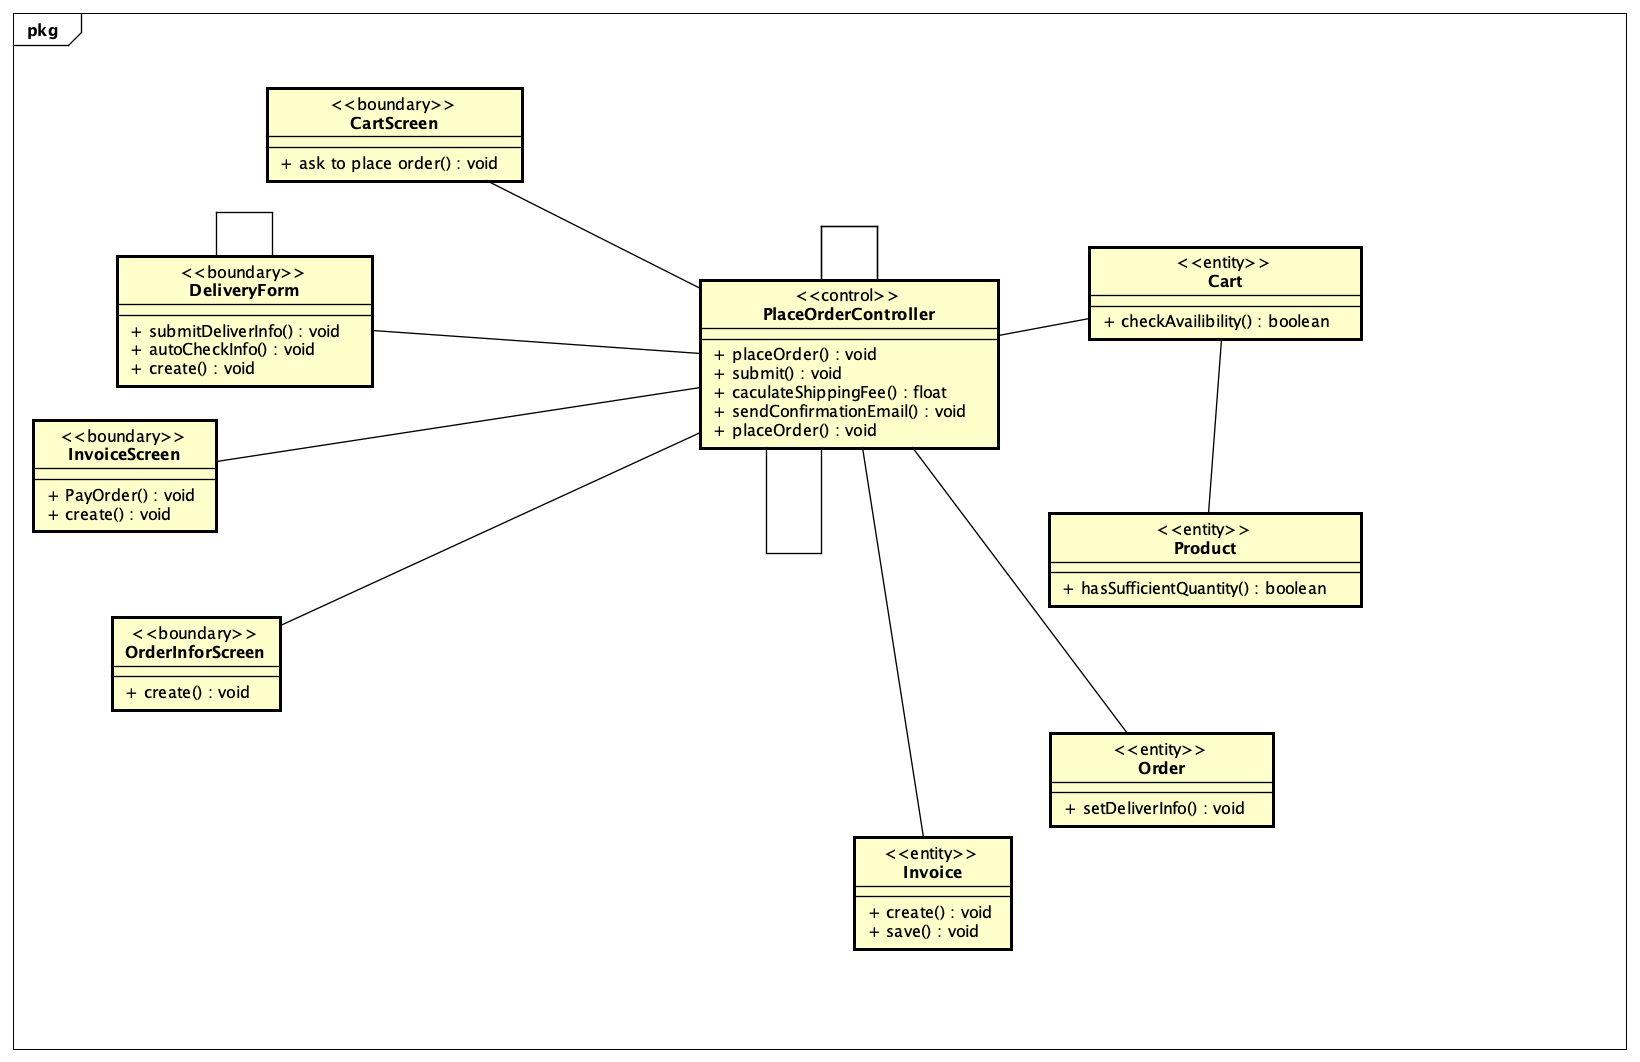 pkg
<<boundary>>
CartScreen
+ ask to place order() : void
<<boundary>>
DeliveryForm
+ submitDeliverInfo() : void
+ autoCheckInfo() : void
+ create() : void
<<boundary>>
InvoiceScreen
+ PayOrder() : void
+ create() : void
<<boundary>>
OrderInforScreen
+ create() : void
<<control>>
PlaceOrderController
+ placeOrder() : void
+ submit() : void
+ caculateShippingFee() : float
+ sendConfirmationEmail() : void
+ placeOrder() : void
<<entity>>
Cart
+ checkAvailibility() : boolean
<<entity>>
Product
+ hasSufficientQuantity() : boolean
<<entity>>
Order
+ setDeliverInfo() : void
<<entity>>
Invoice
+ create() : void
+ save() : void